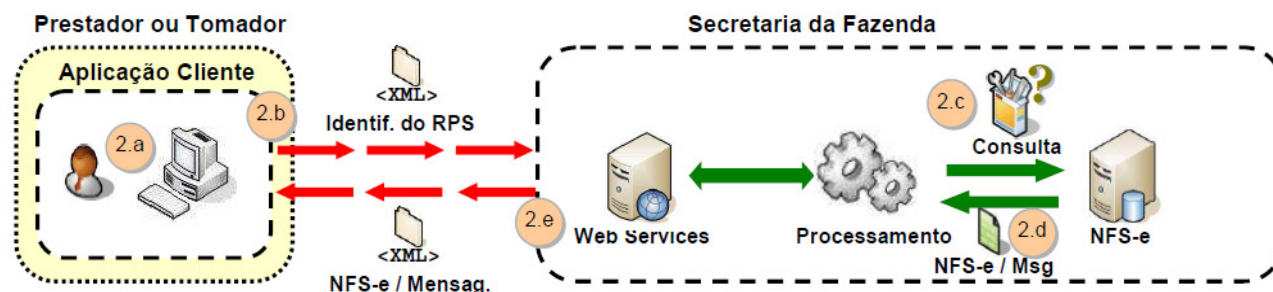 Prestador ou Tomador
Secretaria da Fazenda
Aplicação Cliente
2.a
2.b
<XML>
Identif. do RPS
2.c
Consulta
2.e
Web Services
Processamento
2.d
NFS-e
NFS-e / Msg
<XML>
NFS-e / Mensag.